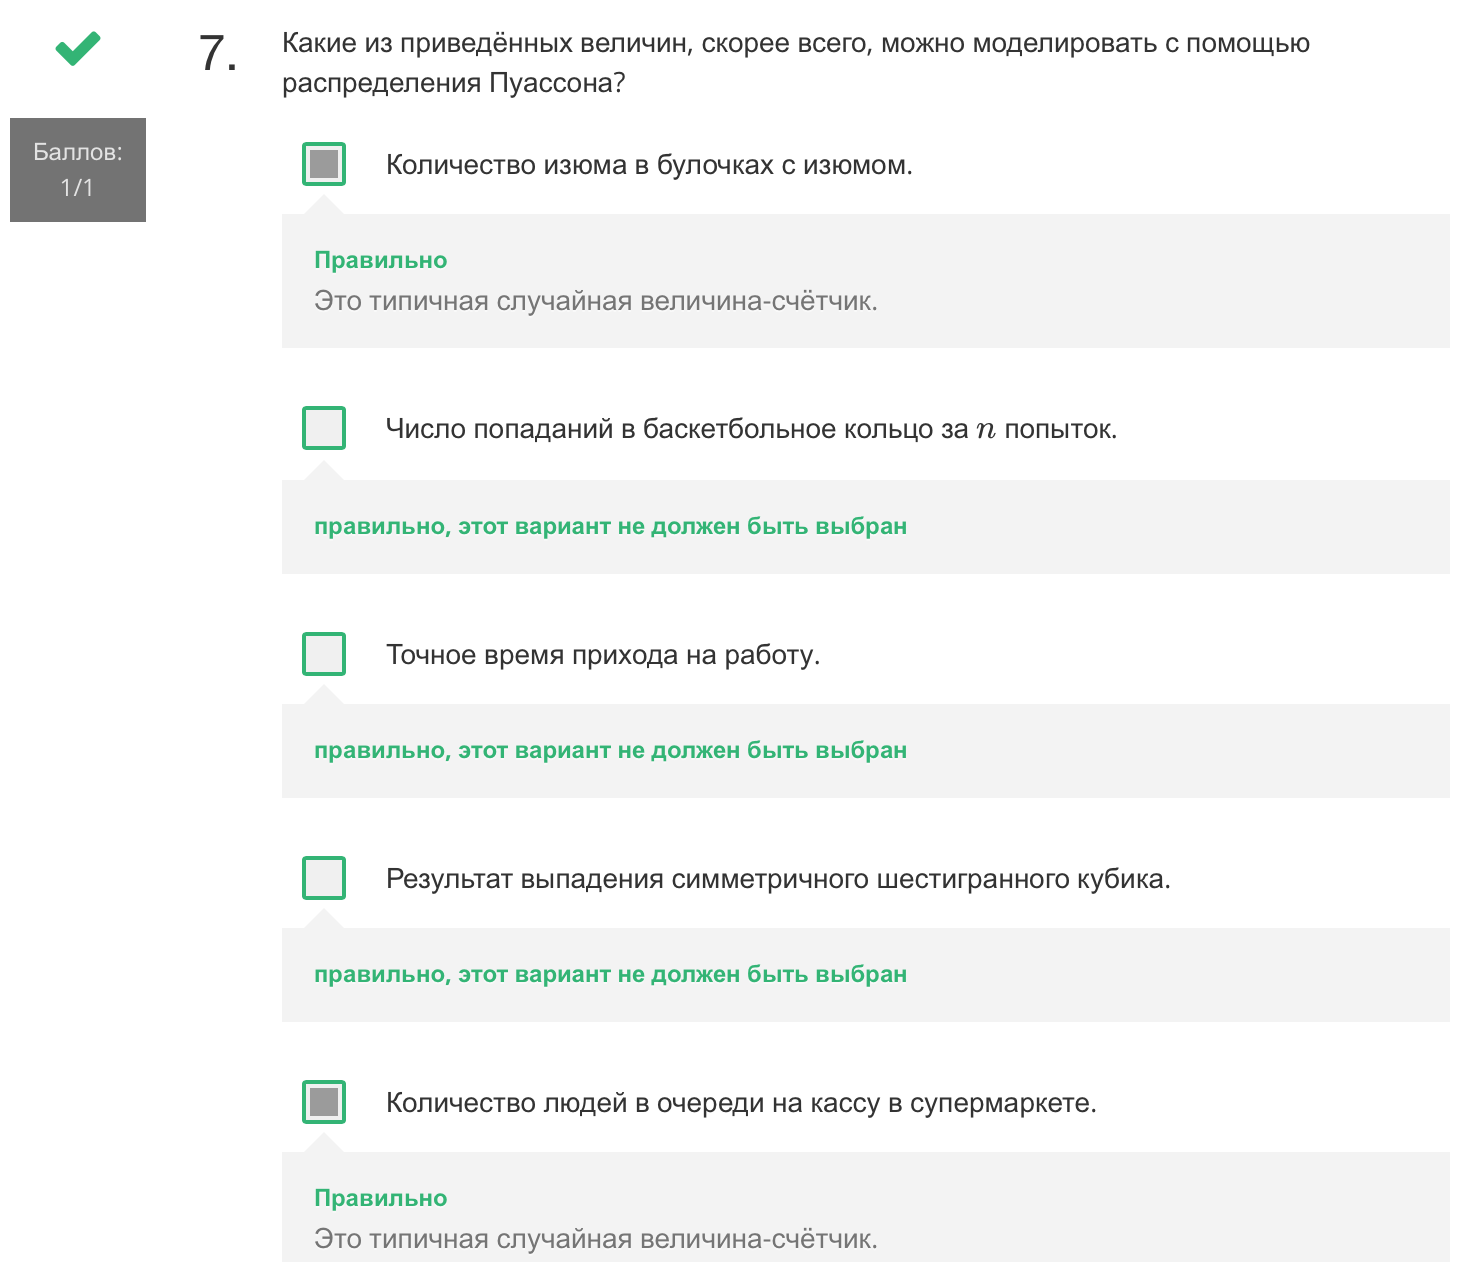 7.
Какие из приведённых величин, скорее всего, можно моделировать с помощью
распределения Пуассона?
Баллов:
1/1
Количество изюма в булочках с изюмом.
Правильно
Это типичная случайная величина-счётчик.
Число попаданий в баскетбольное кольцо за n попыток.
правильно, этот вариант не должен быть выбран
Точное время прихода на работу.
правильно, этот вариант не должен быть выбран
Результат выпадения симметричного шестигранного кубика.
правильно, этот вариант не должен быть выбран
Количество людей в очереди на кассу в супермаркете.
Правильно
Это типичная случайная величина-счётчик.